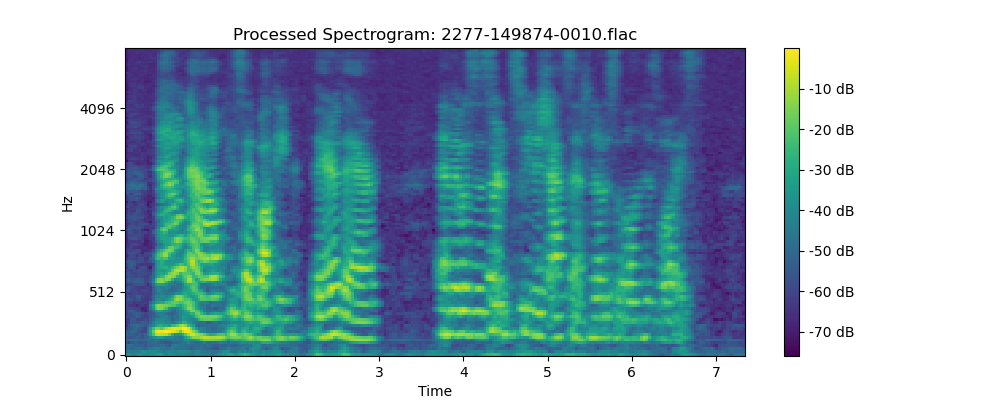 Processed Spectrogram: 2277-149874-0010.flac
Hz
4096
2048
1024
512
0
0 1 2 3 4 5 6 7
Time
-10 dB
-20 dB
-30 dB
-40 dB
-50 dB
-60 dB
-70 dB